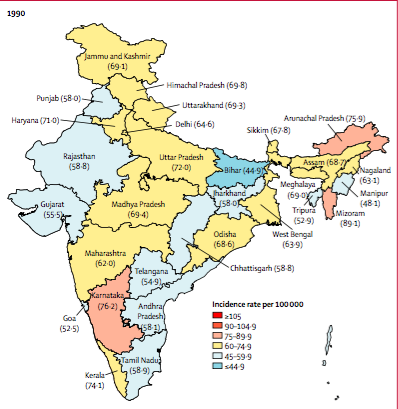 1990
Jammu and Kashmir
(69·1)
Himachal Pradesh (69·8)
Punjab (58·0)
Uttarakhand (69·3)
Haryana (71·0)
Delhi (64·6)
Arunachal Pradesh (75·9)
Sikkim (67·8)
Rajasthan
(58·8)
Uttar Pradesh
(72·0)
Bihar (44·9)
Assam (68·7)
Nagaland
(63·1)
Meghalaya
(69·0)
Manipur
(48·1)
Gujarat
(55·5)
Madhya Pradesh
(69·4)
Jharkhand
(58·0)
Tripura
(52·9)
Mizoram
(89·1)
West Bengal
(63·9)
Odisha
(68·6)
Maharashtra
(62·0)
Telangana
(54·9)
Chhattisgarh (58·8)
Karnataka
(76·2)
Andhra
Pradesh
(58·1)
Goa
(52·5)
Tamil Nadu
(58·9)
Kerala
(74·1)
Incidence rate per 100 000
≥105
90–104·9
75–89·9
60–74·9
45–59·9
≤44·9